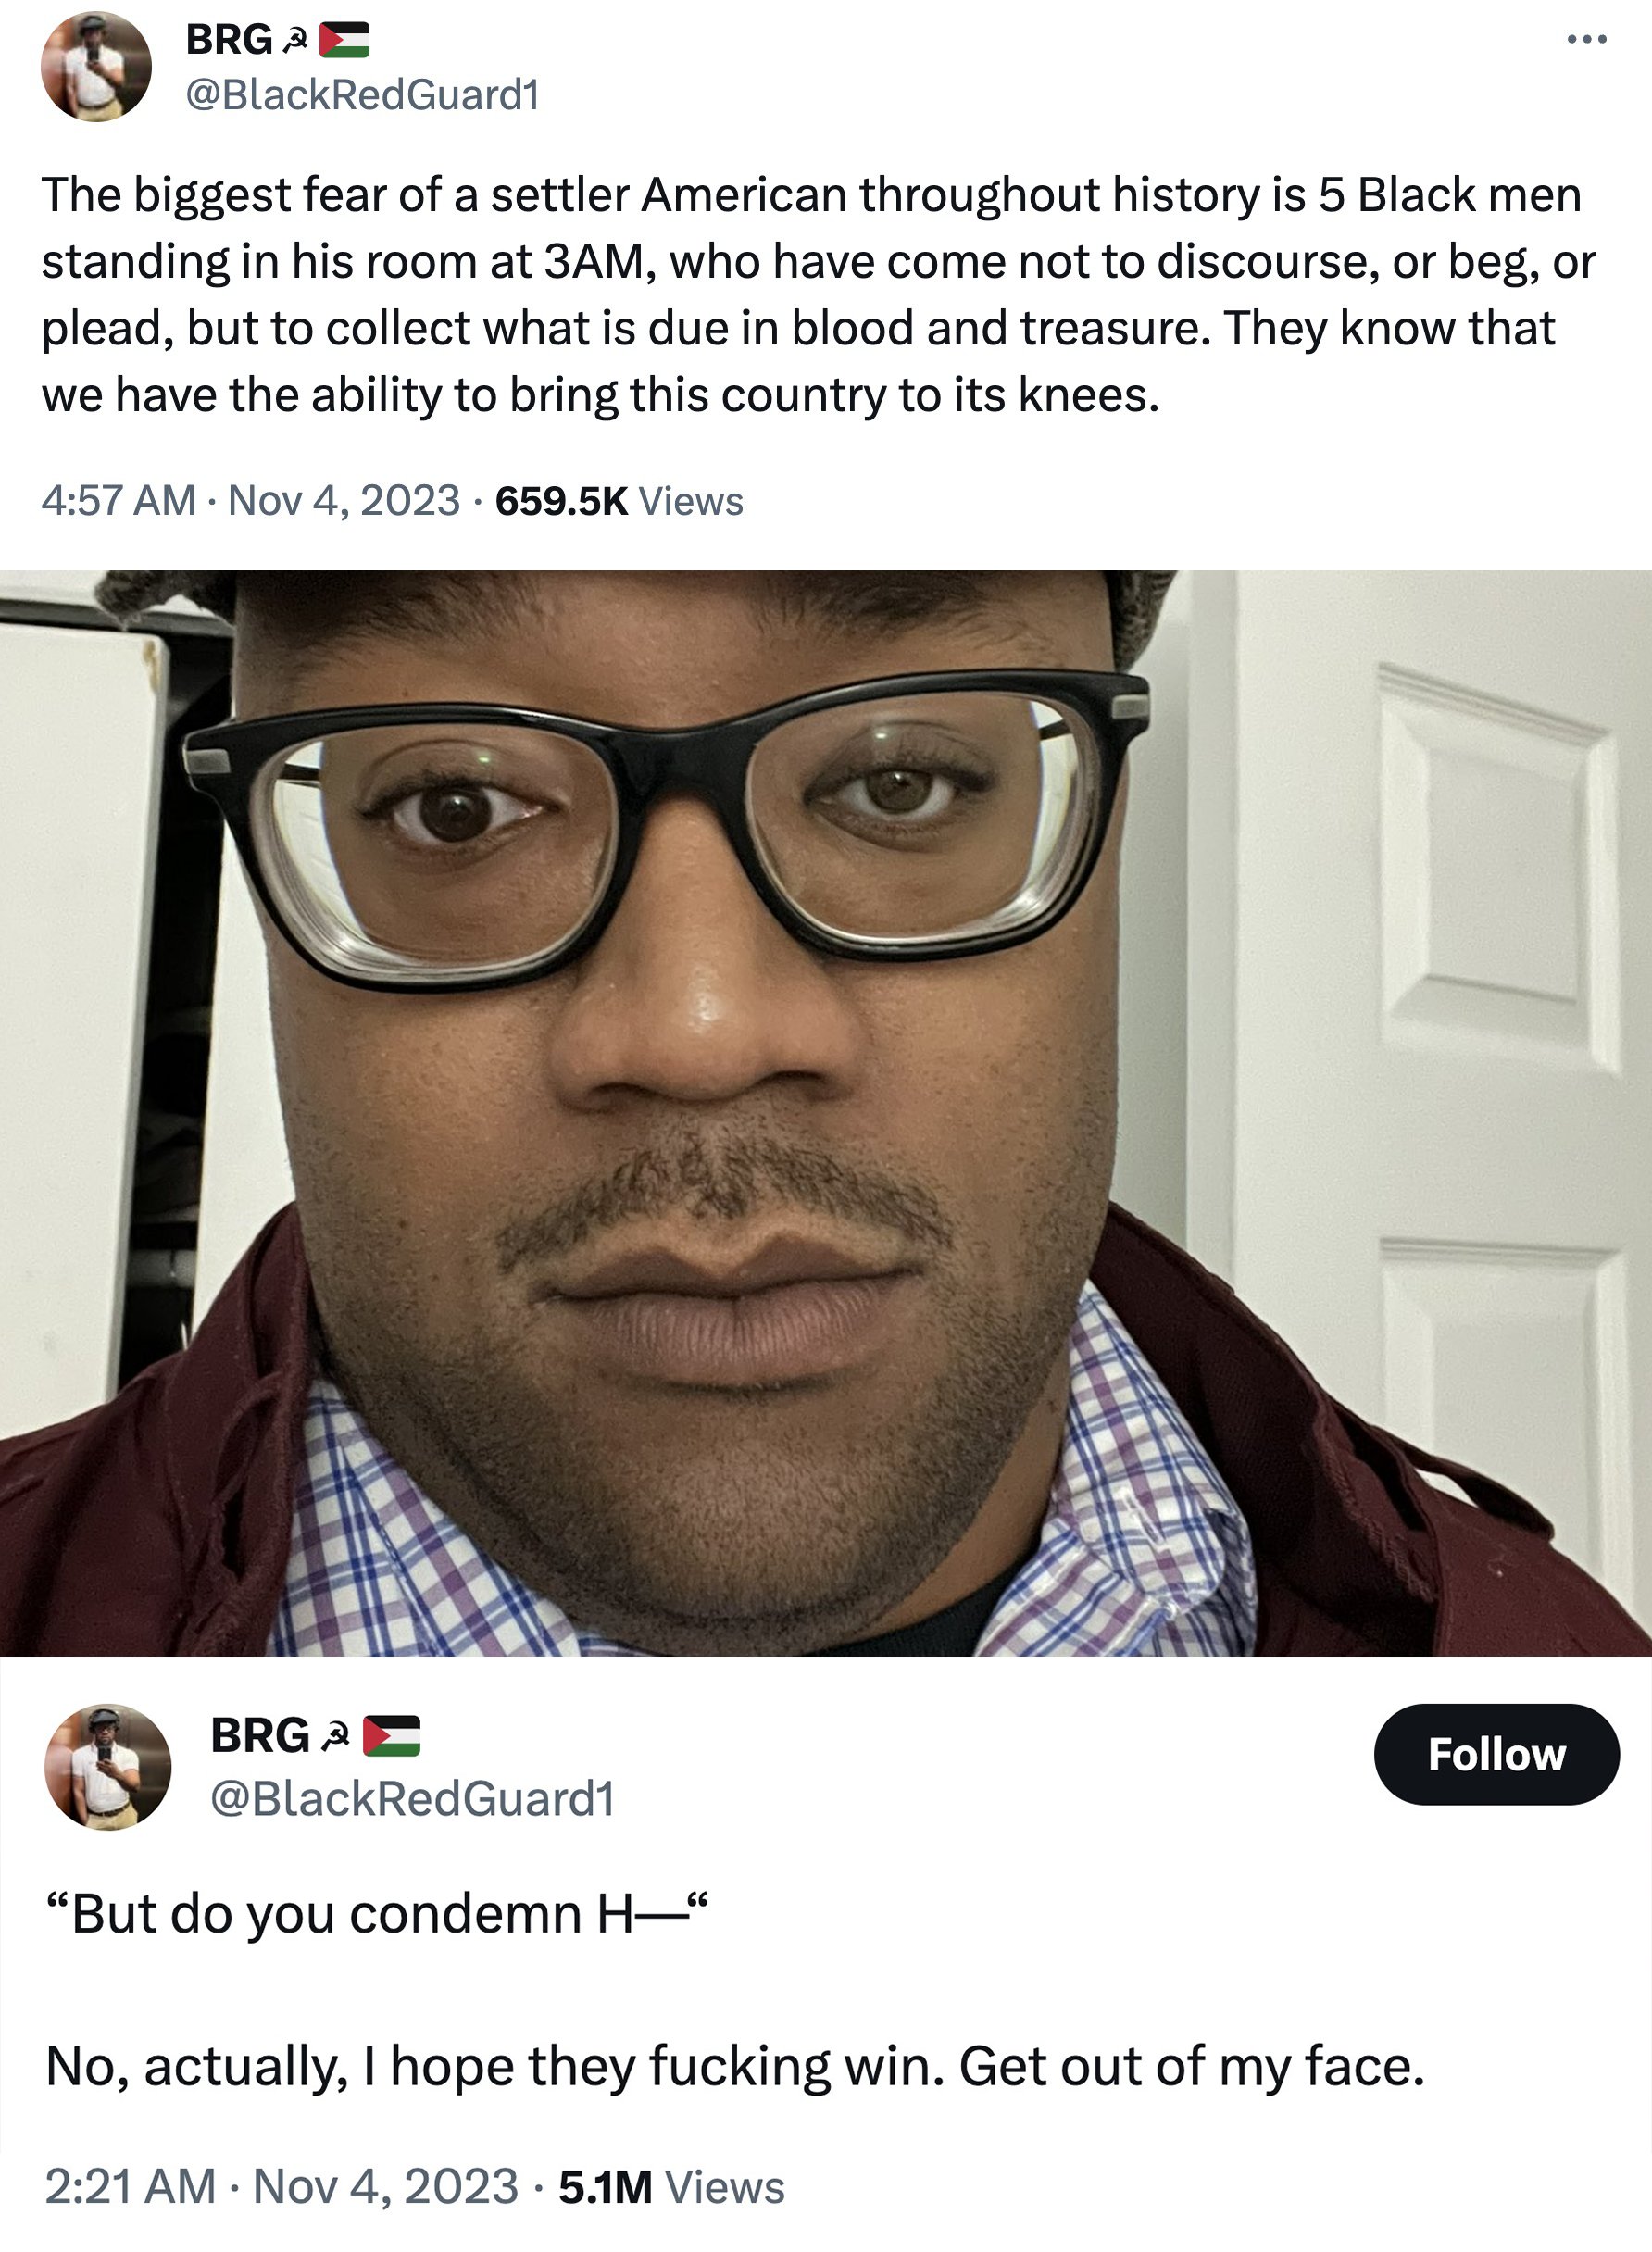 BRG ☭ 🇵🇸
@BlackRedGuard1
The biggest fear of a settler American throughout history is 5 Black men
standing in his room at 3AM, who have come not to discourse, or beg, or
plead, but to collect what is due in blood and treasure. They know that
we have the ability to bring this country to its knees.
4:57 AM · Nov 4, 2023 · 659.5K Views
BRG ☭ 🇵🇸
@BlackRedGuard1
Follow
“But do you condemn H—“
No, actually, I hope they fucking win. Get out of my face.
2:21 AM · Nov 4, 2023 · 5.1M Views